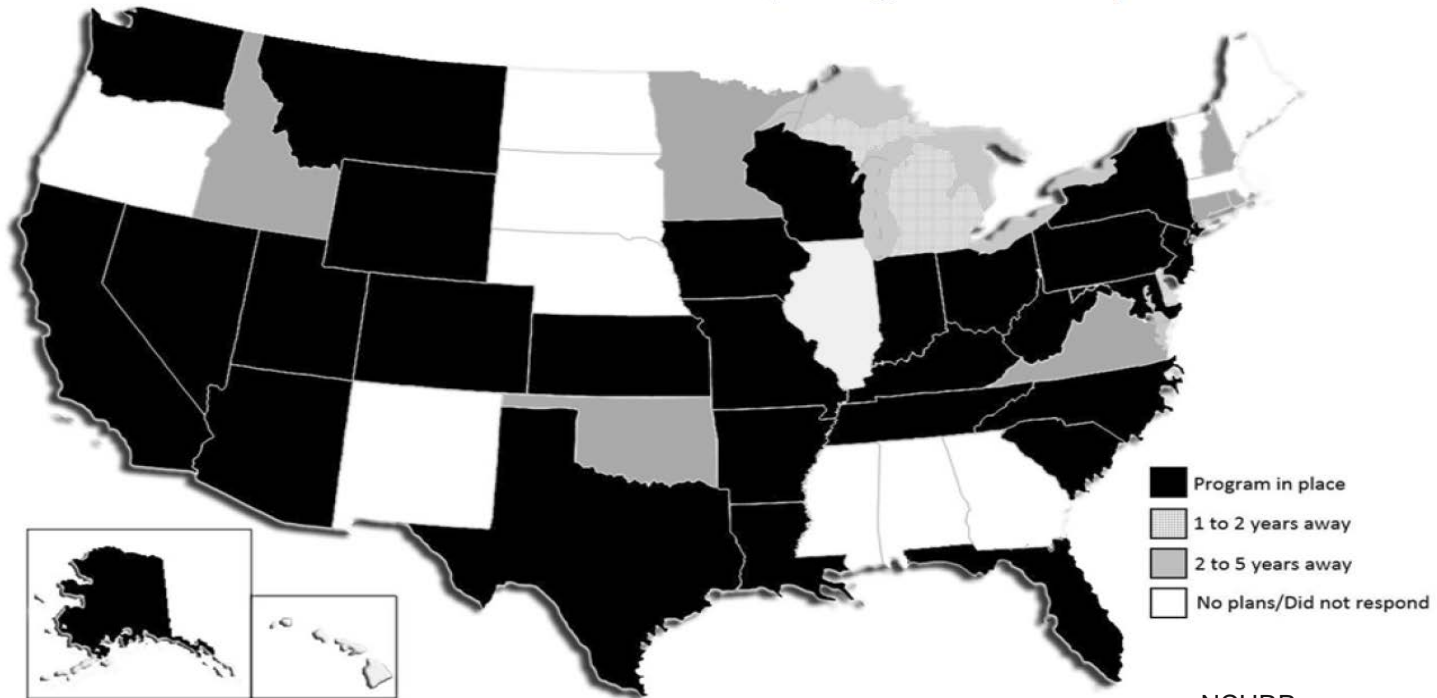 Program in place
1 to 2 years away
2 to 5 years away
No plans/Did not respond